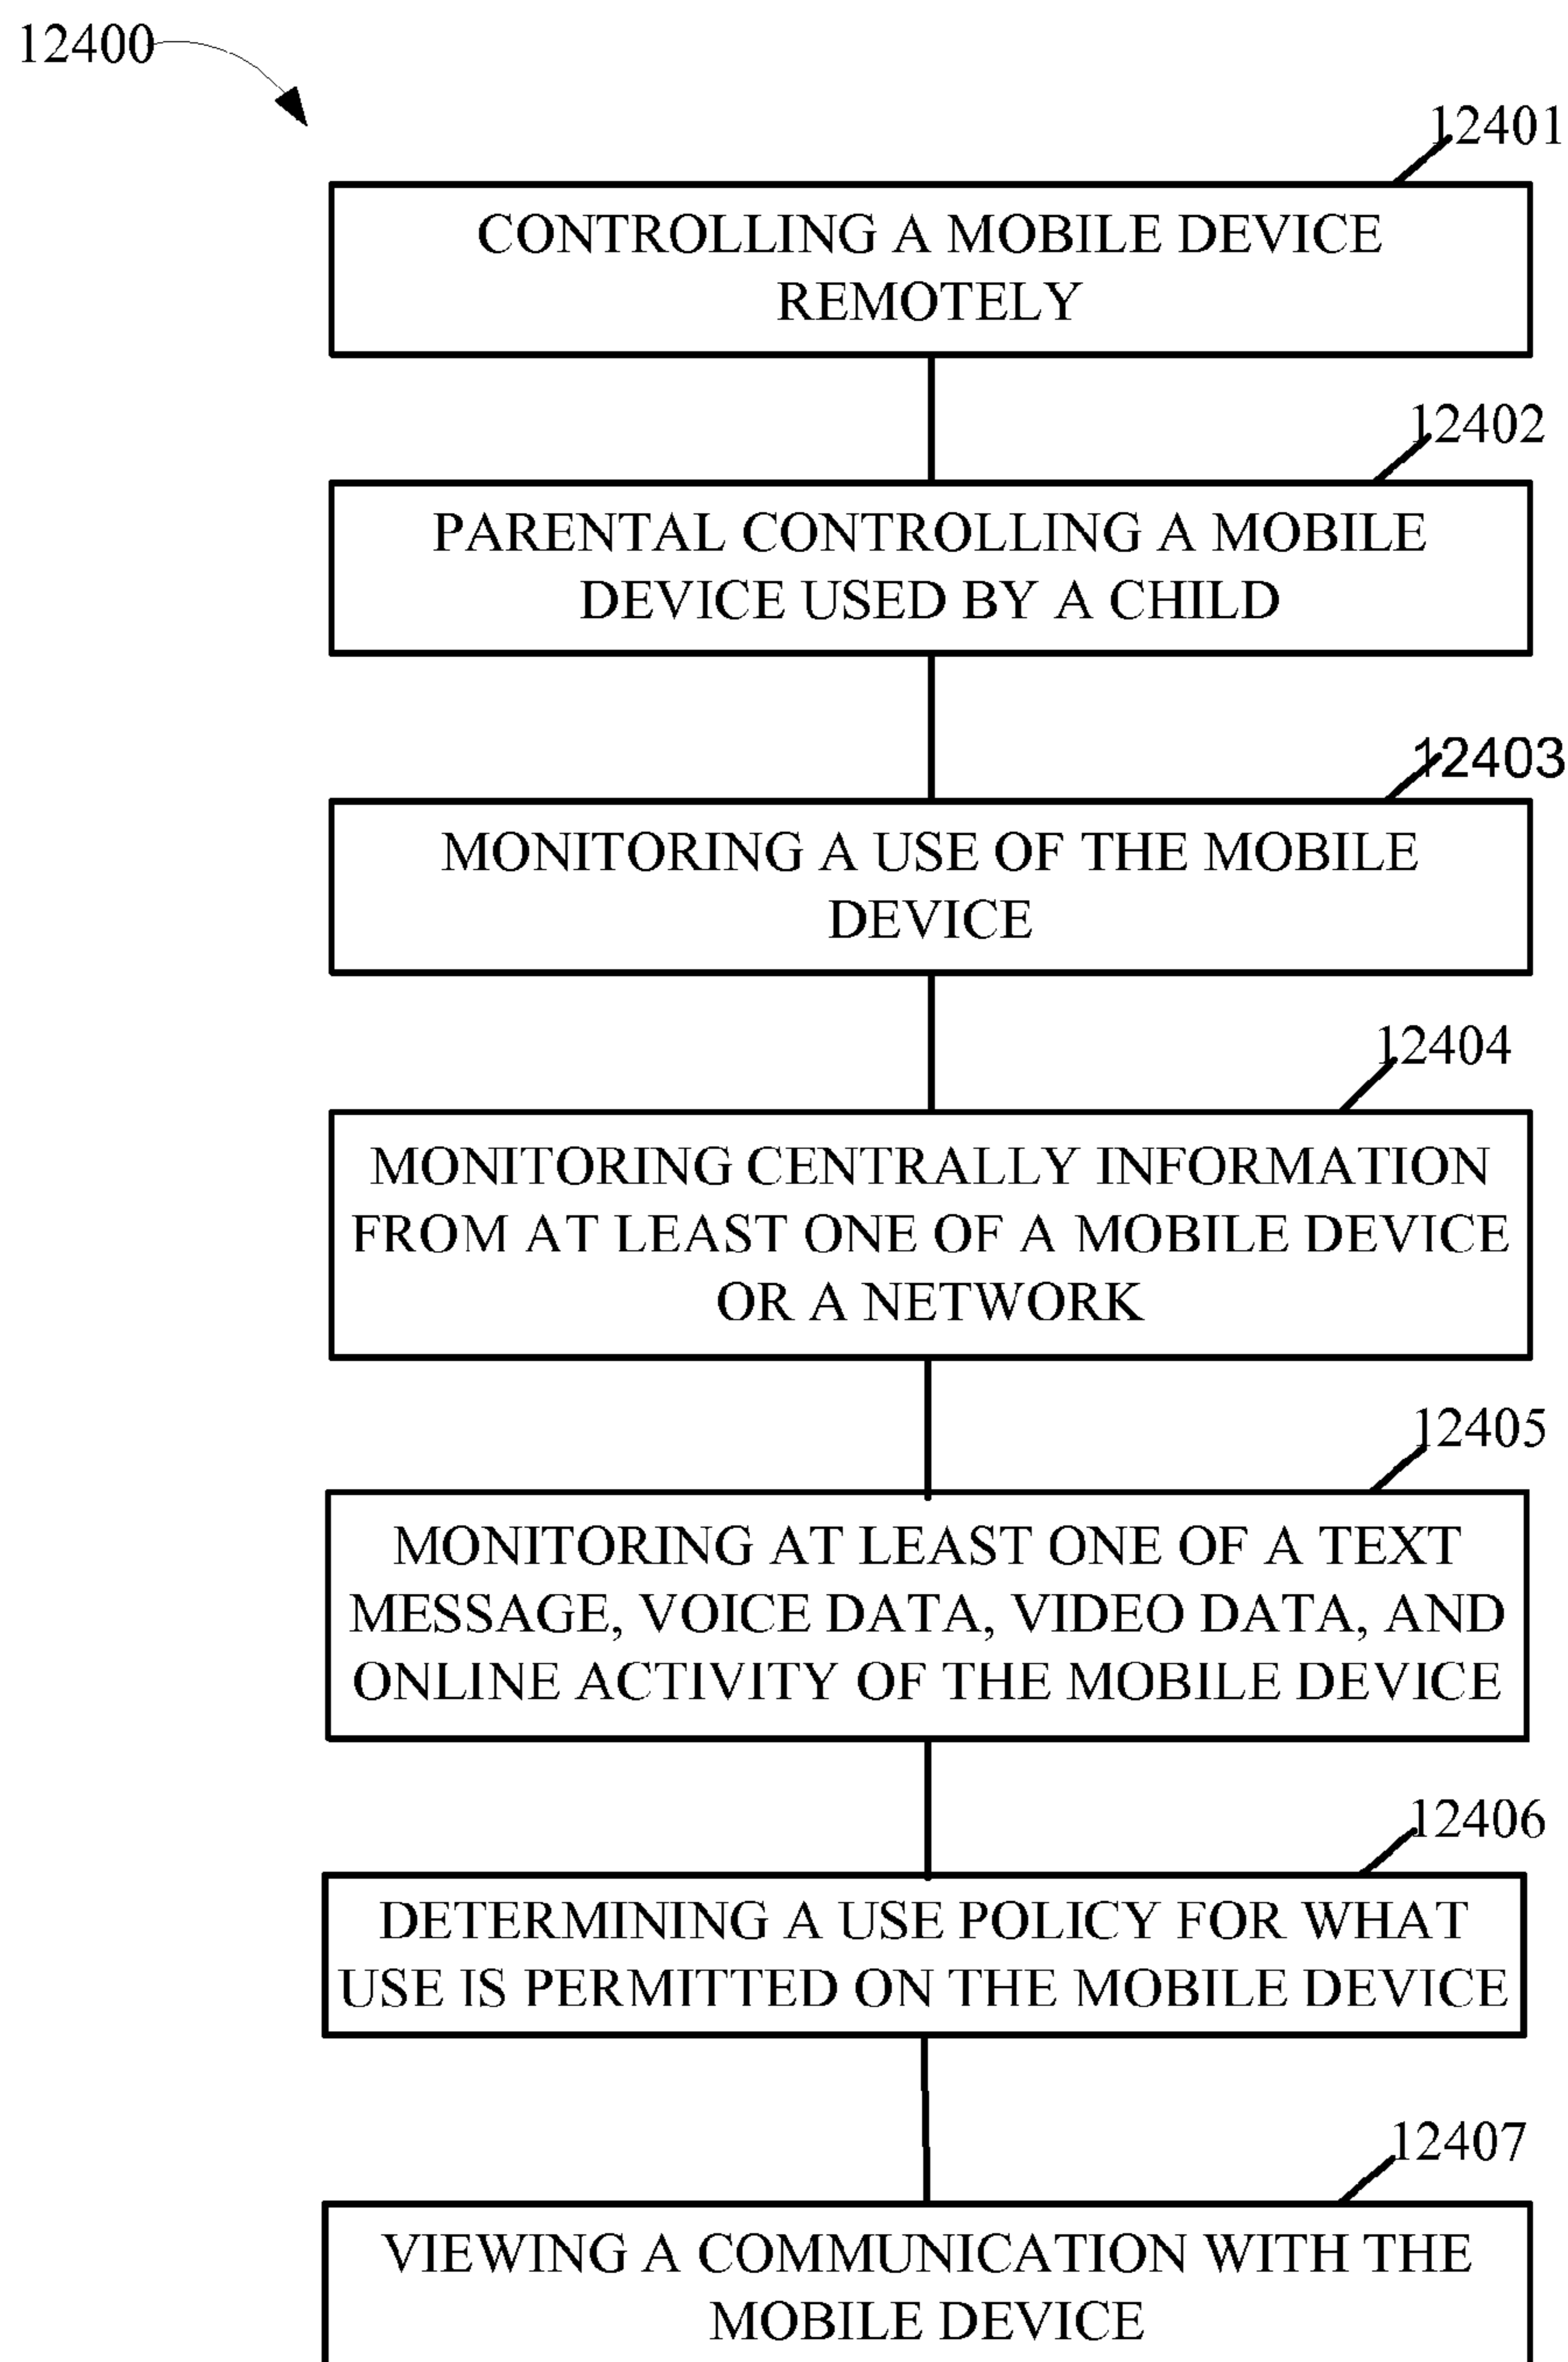 12400
12401
CONTROLLING A MOBILE DEVICE
REMOTELY
12402
PARENTAL CONTROLLING A MOBILE
DEVICE USED BY A CHILD
12403
MONITORING A USE OF THE MOBILE
DEVICE
12404
MONITORING CENTRALLY INFORMATION
FROM AT LEAST ONE OF A MOBILE DEVICE
OR A NETWORK
12405
MONITORING AT LEAST ONE OF A TEXT
MESSAGE, VOICE DATA, VIDEO DATA, AND
ONLINE ACTIVITY OF THE MOBILE DEVICE
12406
DETERMINING A USE POLICY FOR WHAT
USE IS PERMITTED ON THE MOBILE DEVICE
12407
VIEWING A COMMUNICATION WITH THE
MOBILE DEVICE